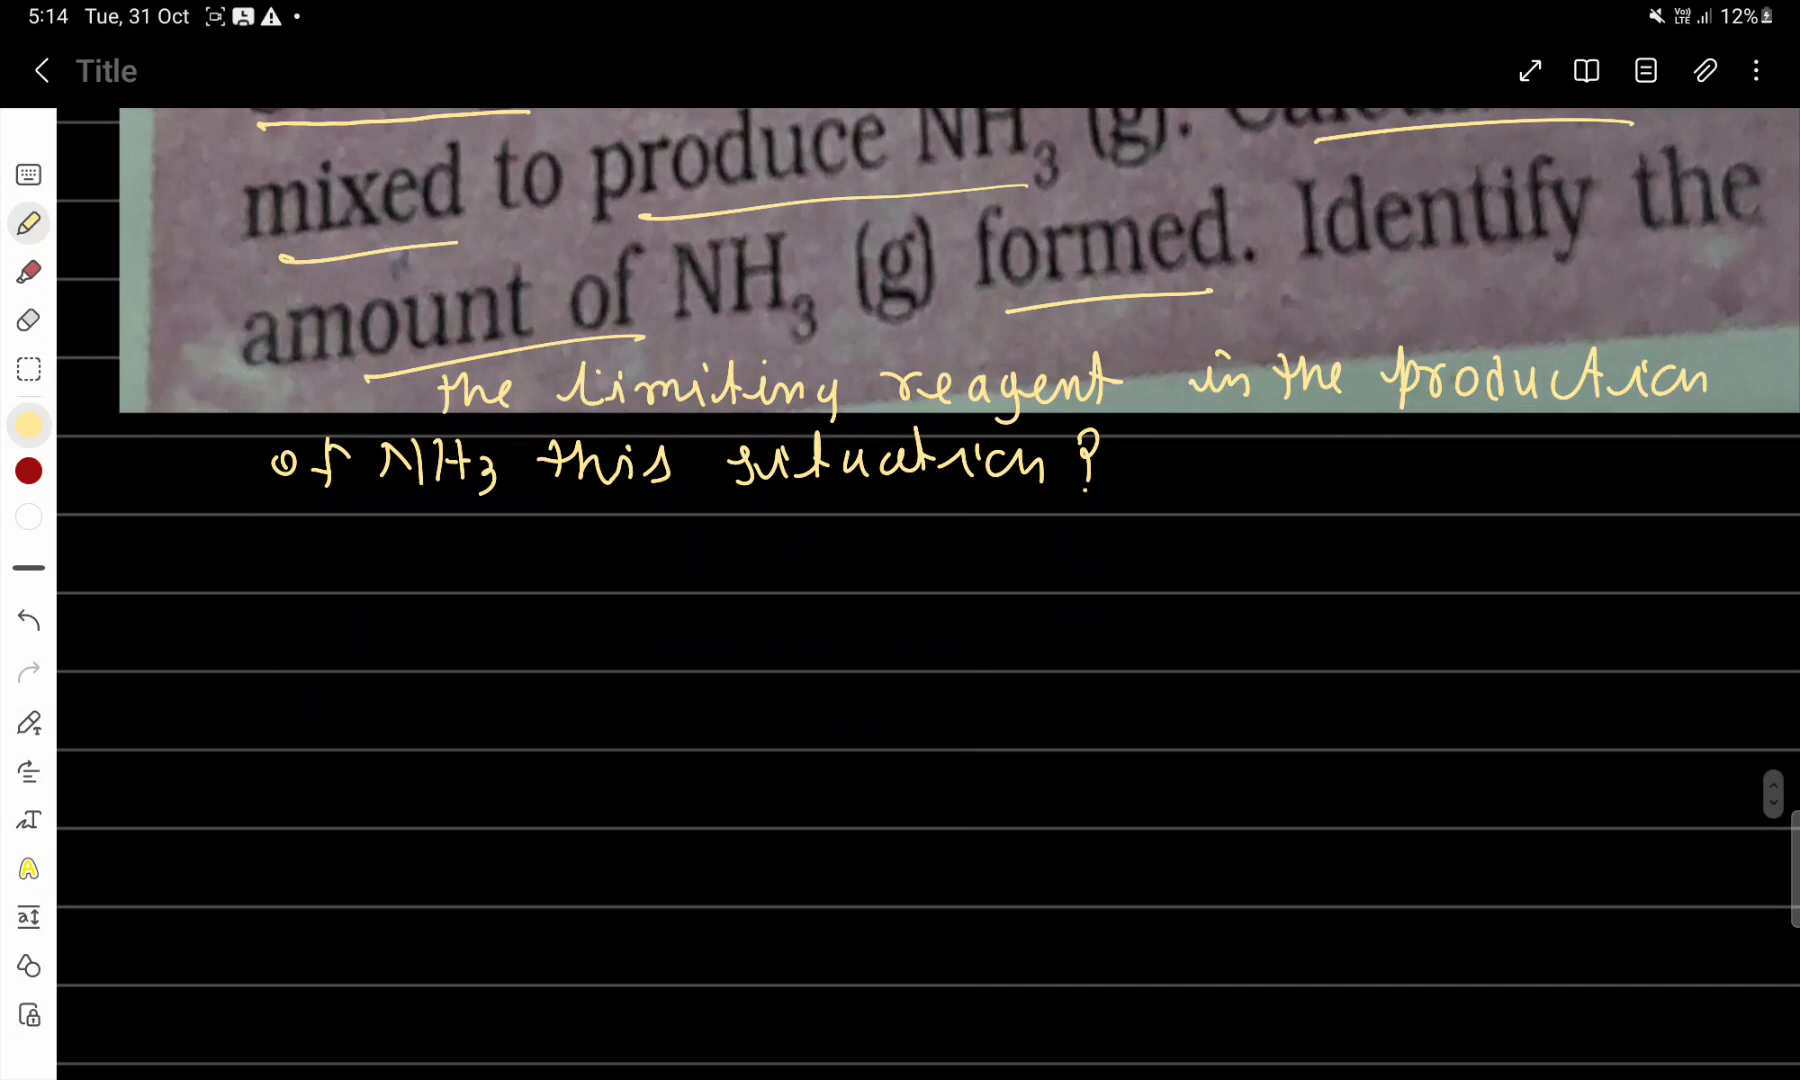 5:14 Tue, 31 Oct 12%
Title
mixed to produce NH₃ (g).
amount of NH₃ (g) formed. Identify the
the limiting reagent in the production
of NH3 this situation ?